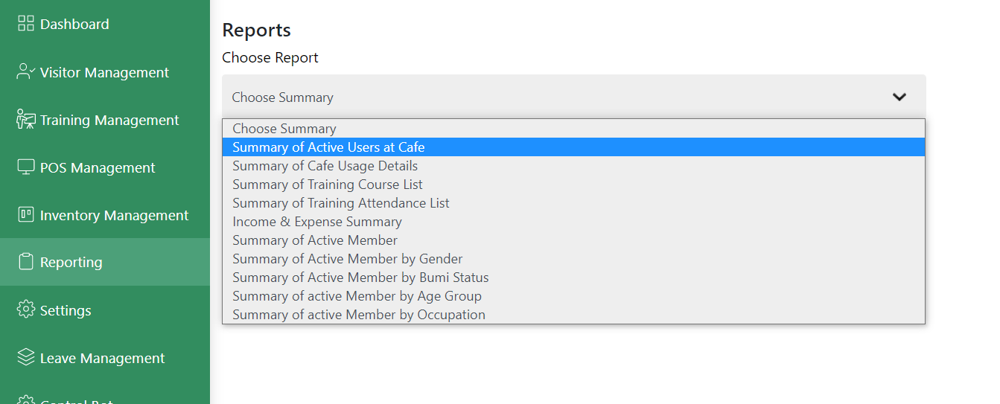 Dashboard
Visitor Management
Training Management
POS Management
Inventory Management
Reporting
Settings
Leave Management
Reports
Choose Report
Choose Summary
Choose Summary
Summary of Active Users at Cafe
Summary of Cafe Usage Details
Summary of Training Course List
Summary of Training Attendance List
Income & Expense Summary
Summary of Active Member
Summary of Active Member by Gender
Summary of Active Member by Bumi Status
Summary of active Member by Age Group
Summary of active Member by Occupation